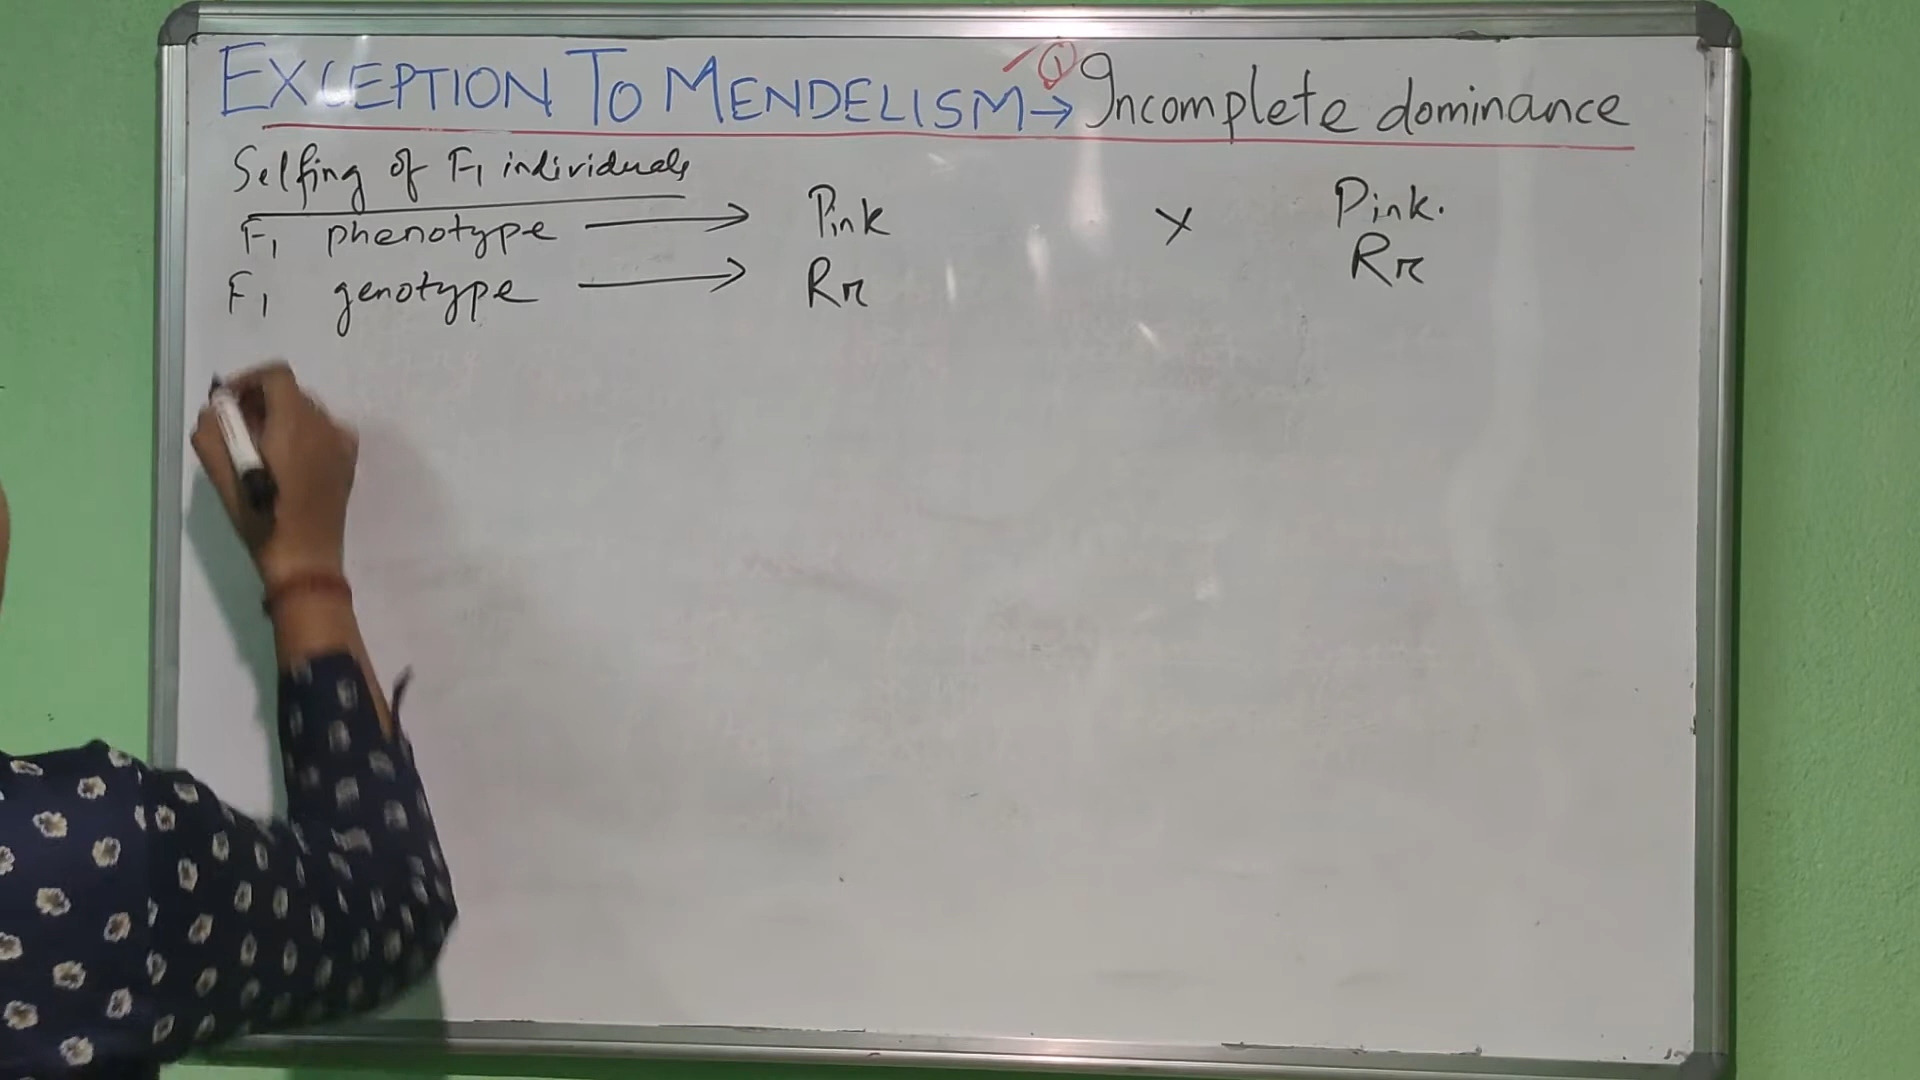 EXCEPTION TO MENDELISM → ① Incomplete dominance
Selfing of F1 individuals
F1 phenotype → Pink × Pink.
F1 genotype → Rr Rr